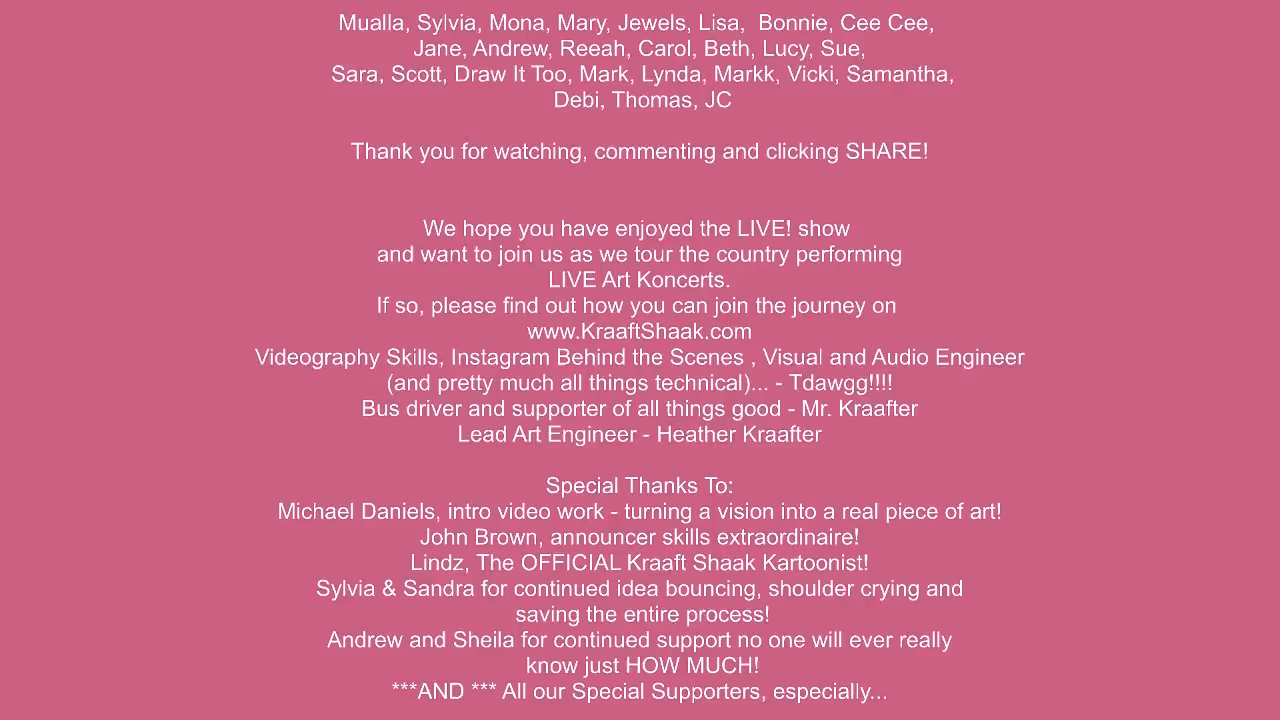 Mualla, Sylvia, Mona, Mary, Jewels, Lisa,  Bonnie, Cee Cee,
Jane, Andrew, Reeah, Carol, Beth, Lucy, Sue,
Sara, Scott, Draw It Too, Mark, Lynda, Markk, Vicki, Samantha,
Debi, Thomas, JC
Thank you for watching, commenting and clicking SHARE!
We hope you have enjoyed the LIVE! show
and want to join us as we tour the country performing
LIVE Art Koncerts.
If so, please find out how you can join the journey on
www.KraaftShaak.com
Videography Skills, Instagram Behind the Scenes , Visual and Audio Engineer
(and pretty much all things technical)... - Tdawgg!!!!
Bus driver and supporter of all things good - Mr. Kraafter
Lead Art Engineer - Heather Kraafter
Special Thanks To:
Michael Daniels, intro video work - turning a vision into a real piece of art!
John Brown, announcer skills extraordinaire!
Lindz, The OFFICIAL Kraaft Shaak Kartoonist!
Sylvia & Sandra for continued idea bouncing, shoulder crying and
saving the entire process!
Andrew and Sheila for continued support no one will ever really
know just HOW MUCH!
***AND *** All our Special Supporters, especially...